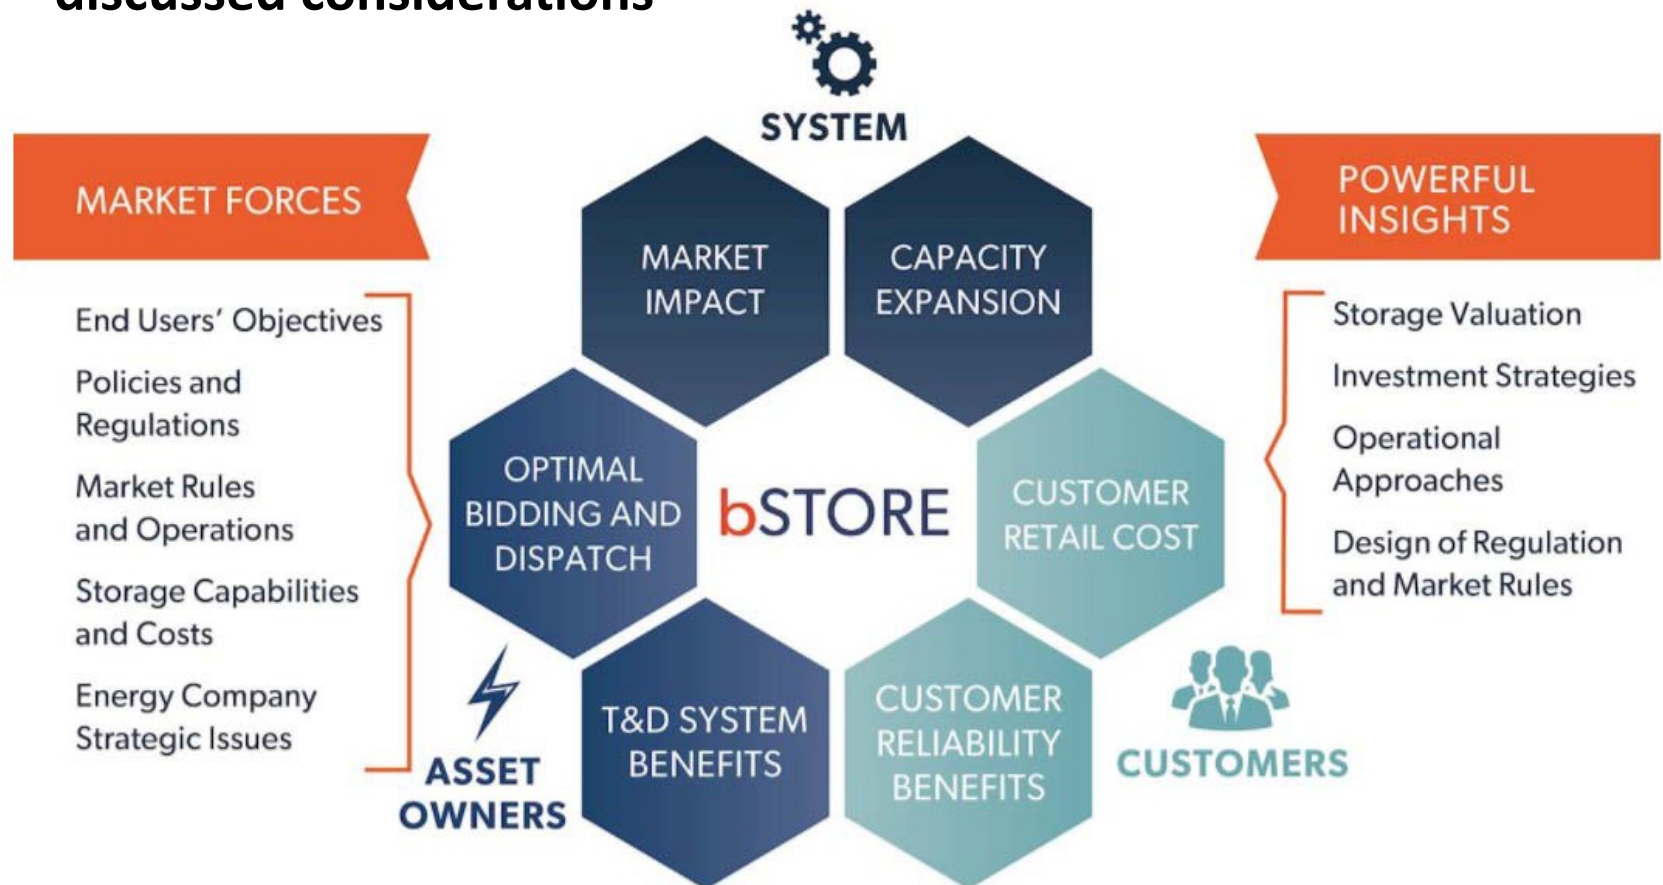 discussed considerations
SYSTEM
MARKET FORCES
End Users’ Objectives
Policies and
Regulations
Market Rules
and Operations
Storage Capabilities
and Costs
Energy Company
Strategic Issues
MARKET
IMPACT
CAPACITY
EXPANSION
OPTIMAL
BIDDING AND
DISPATCH
bSTORE
CUSTOMER
RETAIL COST
T&D SYSTEM
BENEFITS
CUSTOMER
RELIABILITY
BENEFITS
ASSET
OWNERS
CUSTOMERS
POWERFUL
INSIGHTS
Storage Valuation
Investment Strategies
Operational
Approaches
Design of Regulation
and Market Rules